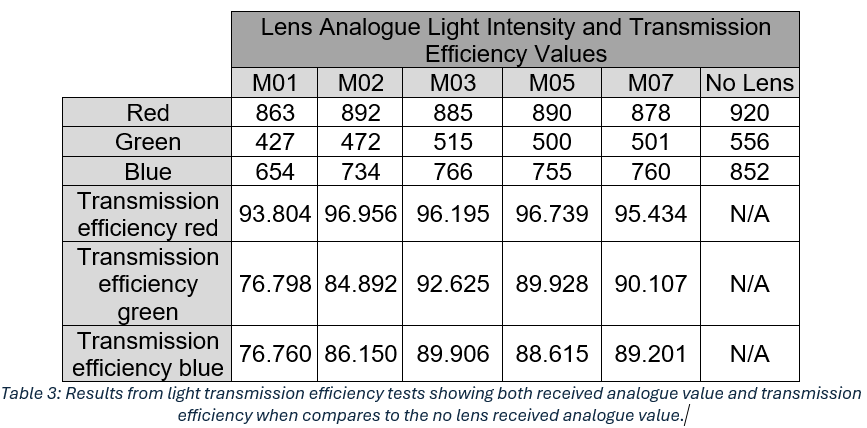 Lens Analogue Light Intensity and Transmission
Efficiency Values
M01 M02 M03 M05 M07 No Lens
Red 863 892 885 890 878 920
Green 427 472 515 500 501 556
Blue 654 734 766 755 760 852
Transmission
efficiency red 93.804 96.956 96.195 96.739 95.434 N/A
Transmission
efficiency
green 76.798 84.892 92.625 89.928 90.107 N/A
Transmission
efficiency blue 76.760 86.150 89.906 88.615 89.201 N/A
Table 3: Results from light transmission efficiency tests showing both received analogue value and transmission
efficiency when compares to the no lens received analogue value.